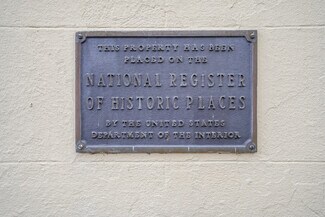 THIS PROPERTY HAS BEEN
PLACED ON THE
NATIONAL REGISTER
OF HISTORIC PLACES
BY THE UNITED STATES
DEPARTMENT OF THE INTERIOR